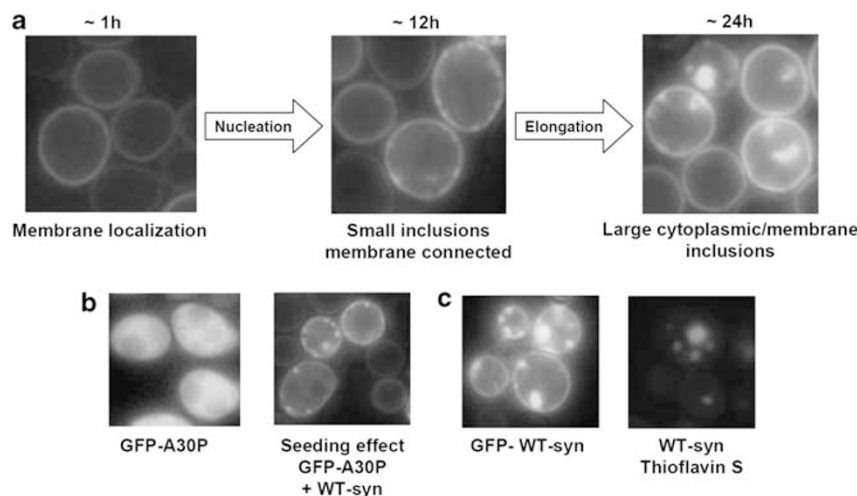 a
~ 1h
~ 12h
~ 24h
Nucleation
Elongation
Membrane localization
Small inclusions
membrane connected
Large cytoplasmic/membrane
inclusions
b
c
GFP-A30P
Seeding effect
GFP-A30P
+ WT-syn
GFP- WT-syn
WT-syn
Thioflavin S